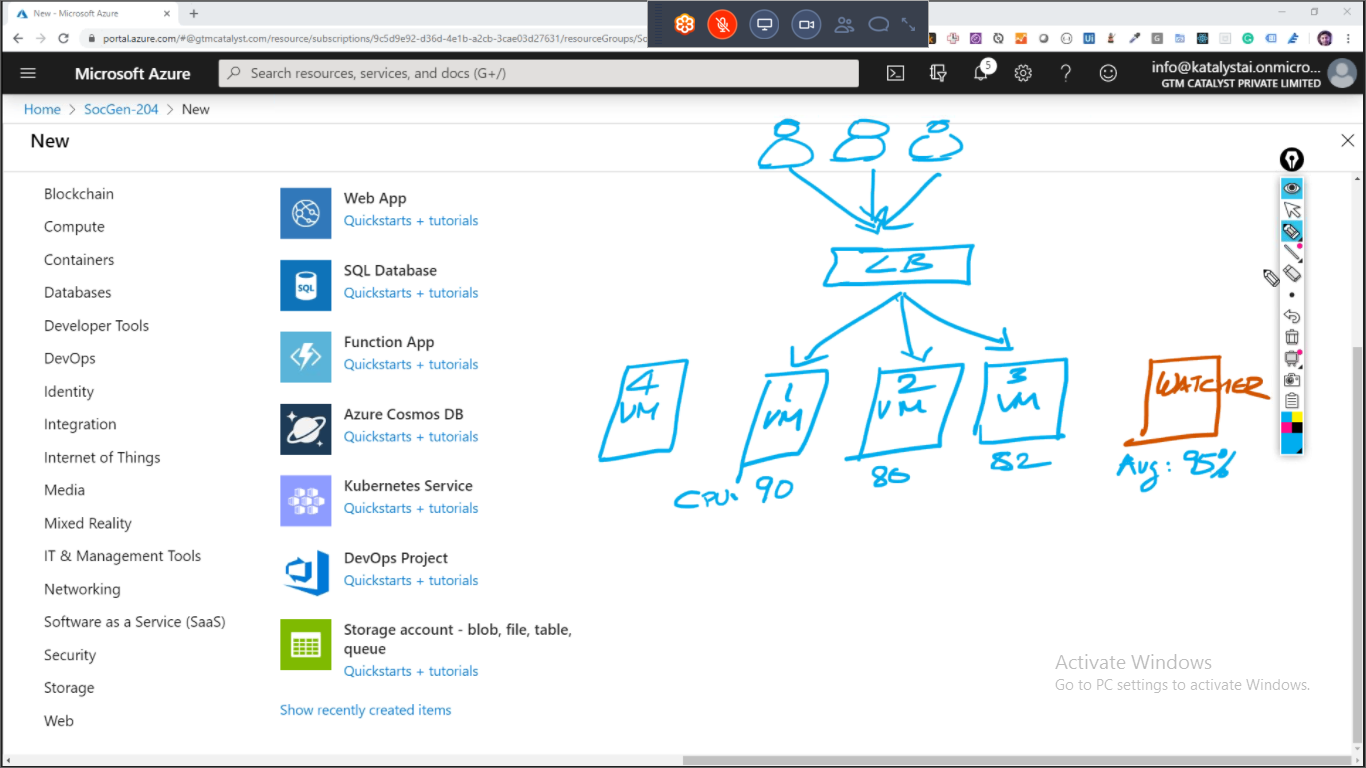 New - Microsoft Azure
portal.azure.com/#@gtmcatalyst.com/resource/subscriptions/9c5d9e92-d36d-4e1b-a2cb-3cae03d27631/resourceGroups/So
Microsoft Azure
Search resources, services, and docs (G+/)
5
info@katalystai.onmicro...
GTM CATALYST PRIVATE LIMITED
Home > SocGen-204 > New
New
Blockchain
Compute
Containers
Databases
Developer Tools
DevOps
Identity
Integration
Internet of Things
Media
Mixed Reality
IT & Management Tools
Networking
Software as a Service (SaaS)
Security
Storage
Web
Web App
Quickstarts + tutorials
SQL
SQL Database
Quickstarts + tutorials
Function App
Quickstarts + tutorials
Azure Cosmos DB
Quickstarts + tutorials
Kubernetes Service
Quickstarts + tutorials
DevOps Project
Quickstarts + tutorials
Storage account - blob, file, table,
queue
Quickstarts + tutorials
Show recently created items
LB
4
VM
1
VM
2
VM
3
VM
WATCHER
CPU: 90
80
82
Avg: 95%
Activate Windows
Go to PC settings to activate Windows.